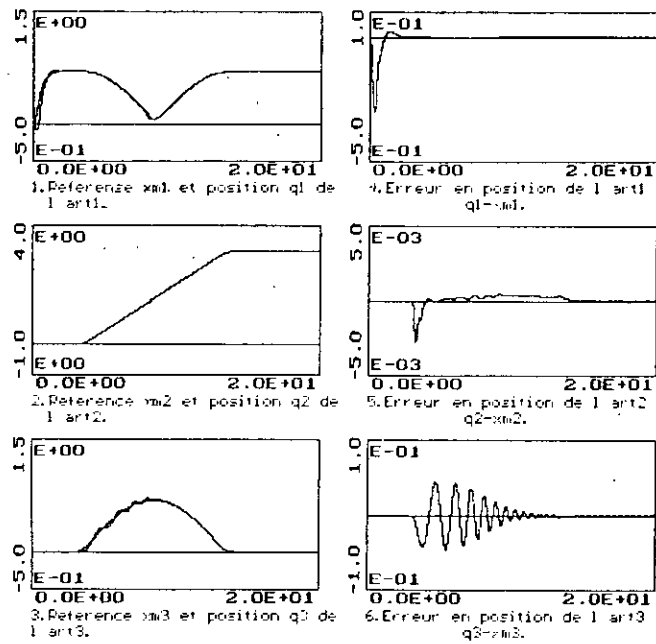 1.5
E+00
-5.0
E-01
0.0E+00 2.0E+01
1.Reference xm1 et position q1 de
l art1.
1.0
E-01
-5.0
E-01
0.0E+00 2.0E+01
4.Erreur en position de l art1
q1-xm1.
4.0
E+00
-1.0
E+00
0.0E+00 2.0E+01
2.Reference xm2 et position q2 de
l art2.
5.0
E-03
-5.0
E-03
0.0E+00 2.0E+01
5.Erreur en position de l art2
q2-xm2.
1.5
E+00
-5.0
E-01
0.0E+00 2.0E+01
3.Reference xm3 et position q3 de
l art3.
1.0
E-01
-1.0
E-01
0.0E+00 2.0E+01
6.Erreur en position de l art3
q3-xm3.